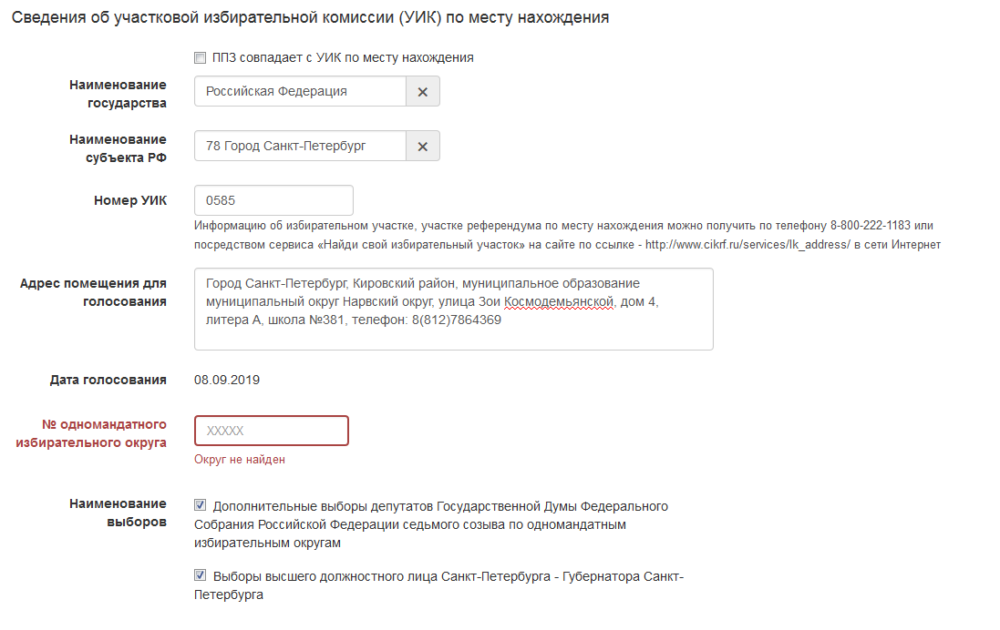 Сведения об участковой избирательной комиссии (УИК) по месту нахождения
ППЗ совпадает с УИК по месту нахождения
Наименование
государства
Российская Федерация
×
Наименование
субъекта РФ
78 Город Санкт-Петербург
×
Номер УИК
0585
Информацию об избирательном участке, участке референдума по месту нахождения можно получить по телефону 8-800-222-1183 или
посредством сервиса «Найди свой избирательный участок» на сайте по ссылке - http://www.cikrf.ru/services/lk_address/ в сети Интернет
Адрес помещения для
голосования
Город Санкт-Петербург, Кировский район, муниципальное образование
муниципальный округ Нарвский округ, улица Зои Космодемьянской, дом 4,
литера А, школа №381, телефон: 8(812)7864369
Дата голосования
08.09.2019
№ одномандатного
избирательного округа
XXXXX
Округ не найден
Наименование
выборов
Дополнительные выборы депутатов Государственной Думы Федерального
Собрания Российской Федерации седьмого созыва по одномандатным
избирательным округам
Выборы высшего должностного лица Санкт-Петербурга - Губернатора Санкт-
Петербурга